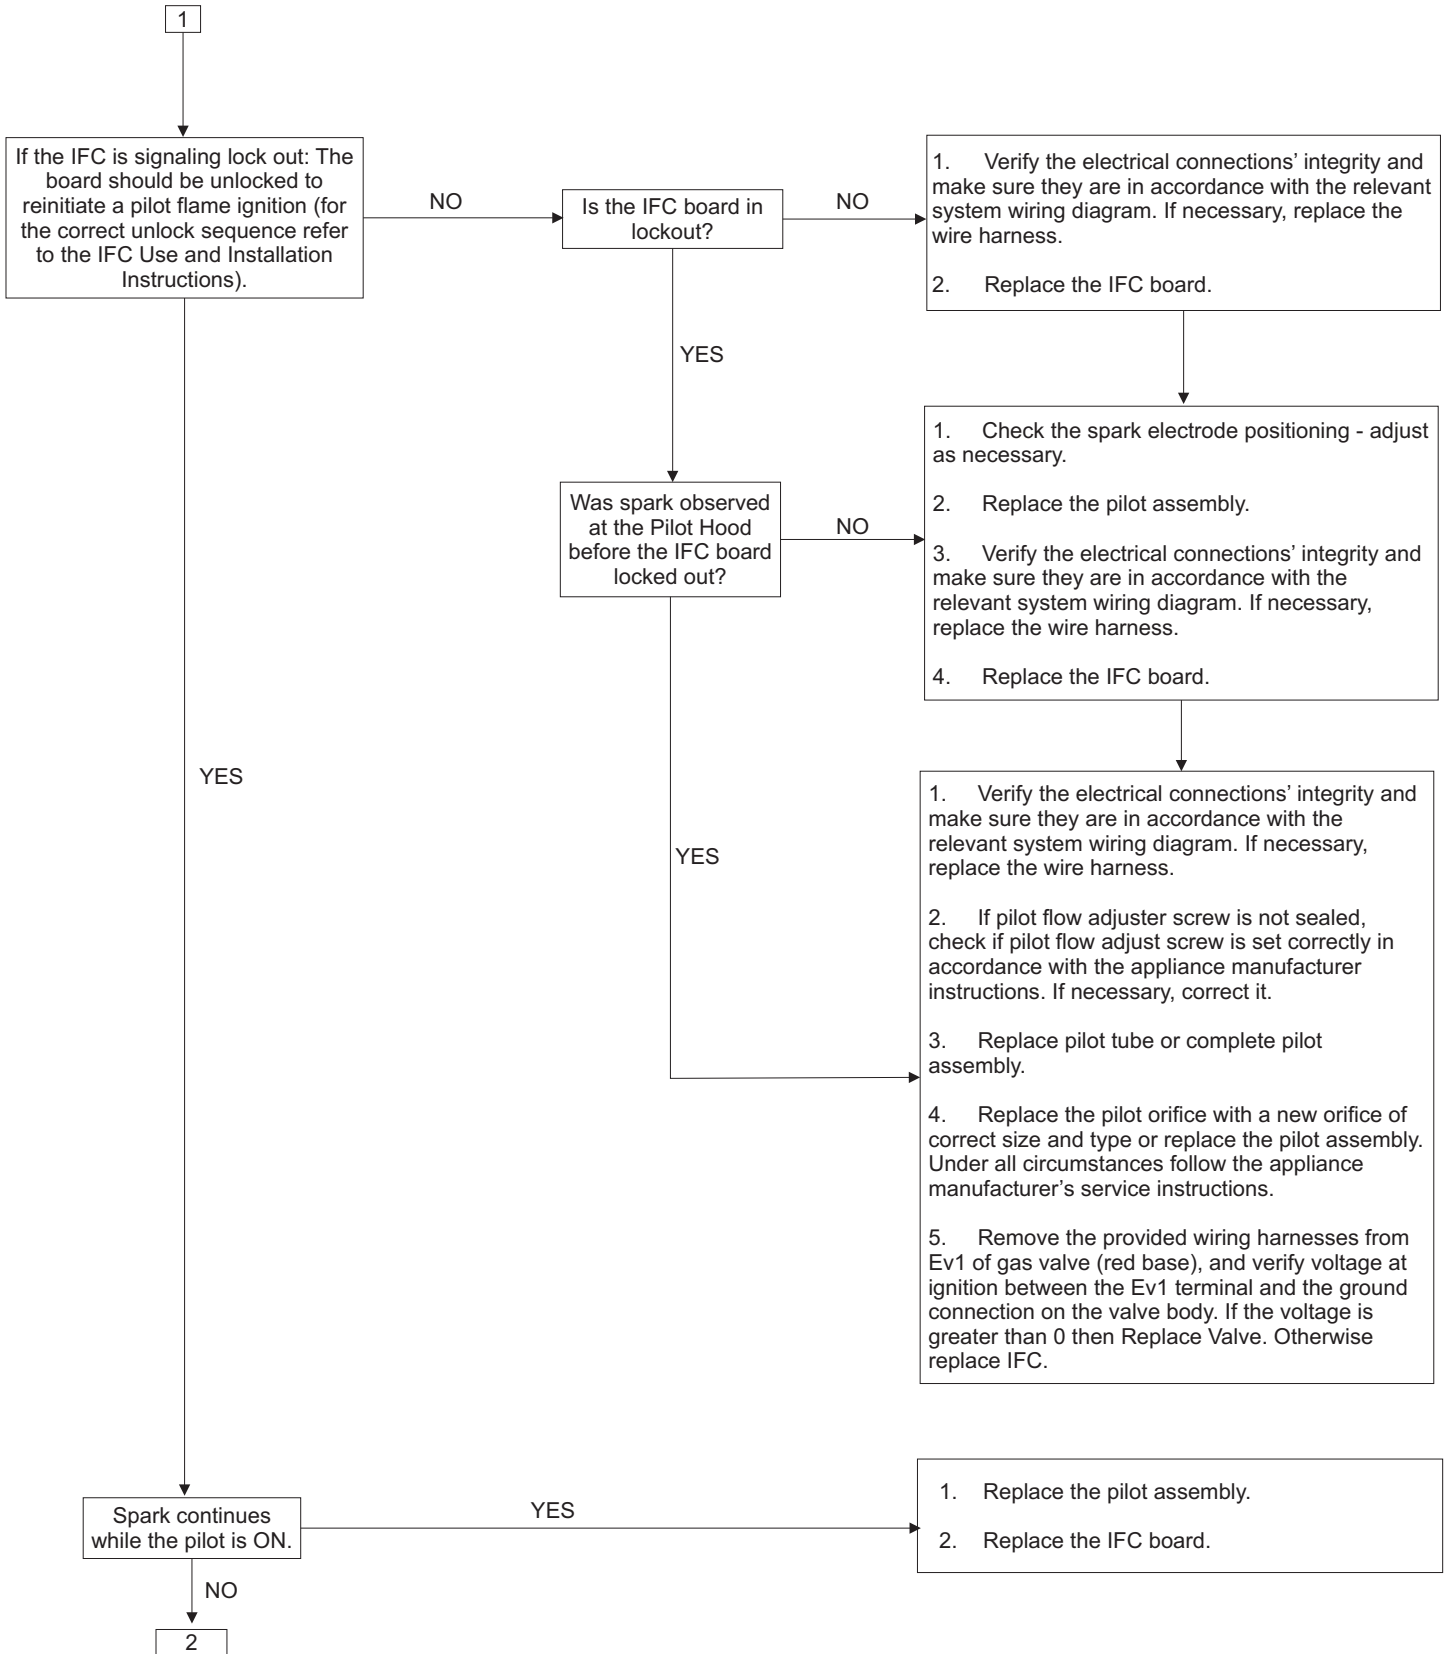 1
If the IFC is signaling lock out: The
board should be unlocked to
reinitiate a pilot flame ignition (for
the correct unlock sequence refer
to the IFC Use and Installation
Instructions).
NO
Is the IFC board in
lockout?
NO
1. Verify the electrical connections’ integrity and
make sure they are in accordance with the relevant
system wiring diagram. If necessary, replace the
wire harness.
2. Replace the IFC board.
YES
Was spark observed
at the Pilot Hood
before the IFC board
locked out?
NO
1. Check the spark electrode positioning - adjust
as necessary.
2. Replace the pilot assembly.
3. Verify the electrical connections’ integrity and
make sure they are in accordance with the
relevant system wiring diagram. If necessary,
replace the wire harness.
4. Replace the IFC board.
YES
YES
1. Verify the electrical connections’ integrity and
make sure they are in accordance with the
relevant system wiring diagram. If necessary,
replace the wire harness.
2. If pilot flow adjuster screw is not sealed,
check if pilot flow adjust screw is set correctly in
accordance with the appliance manufacturer
instructions. If necessary, correct it.
3. Replace pilot tube or complete pilot
assembly.
4. Replace the pilot orifice with a new orifice of
correct size and type or replace the pilot assembly.
Under all circumstances follow the appliance
manufacturer’s service instructions.
5. Remove the provided wiring harnesses from
Ev1 of gas valve (red base), and verify voltage at
ignition between the Ev1 terminal and the ground
connection on the valve body. If the voltage is
greater than 0 then Replace Valve. Otherwise
replace IFC.
Spark continues
while the pilot is ON.
YES
1. Replace the pilot assembly.
2. Replace the IFC board.
NO
2